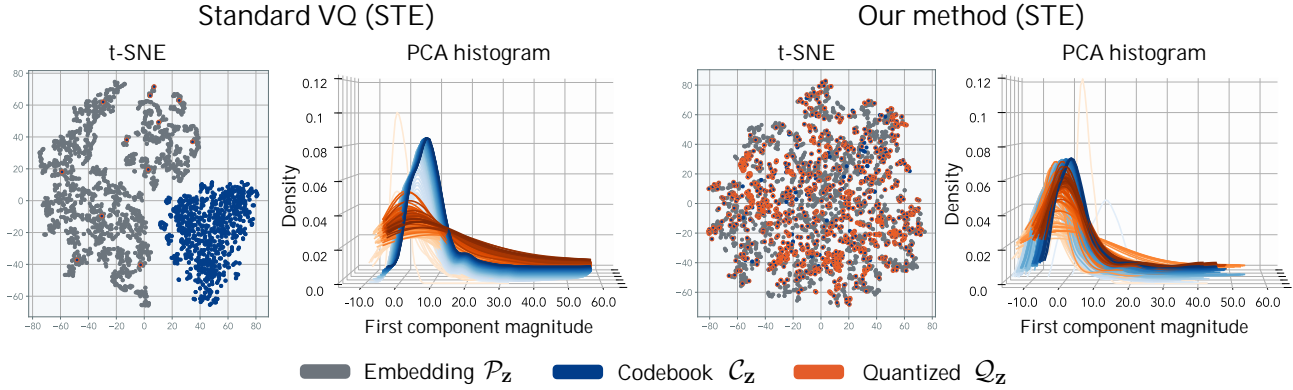 Standard VQ (STE)
Our method (STE)
t-SNE
PCA histogram
t-SNE
PCA histogram
80
60
40
20
0
−20
−40
−60
−80 −60 −40 −20 0 20 40 60 80
Density
0.12
0.10
0.08
0.06
0.04
0.02
0.0
-10.0 0.0 10.0 20.0 30.0 40.0 50.0 60.0
First component magnitude
80
60
40
20
0
−20
−40
−60
−80 −60 −40 −20 0 20 40 60 80
Density
0.12
0.10
0.08
0.06
0.04
0.02
0.0
-10.0 0.0 10.0 20.0 30.0 40.0 50.0 60.0
First component magnitude
Embedding 𝒫_𝐳 Codebook 𝒞_𝐳 Quantized 𝒬_𝐳